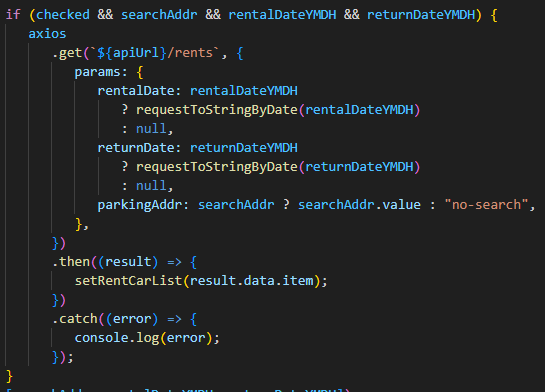 if (checked && searchAddr && rentalDateYMDH && returnDateYMDH) {
axios
.get(`${apiUrl}/rents`, {
params: {
rentalDate: rentalDateYMDH
? requestToStringByDate(rentalDateYMDH)
: null,
returnDate: returnDateYMDH
? requestToStringByDate(returnDateYMDH)
: null,
parkingAddr: searchAddr ? searchAddr.value : "no-search",
},
})
.then((result) => {
setRentCarList(result.data.item);
})
.catch((error) => {
console.log(error);
});
}